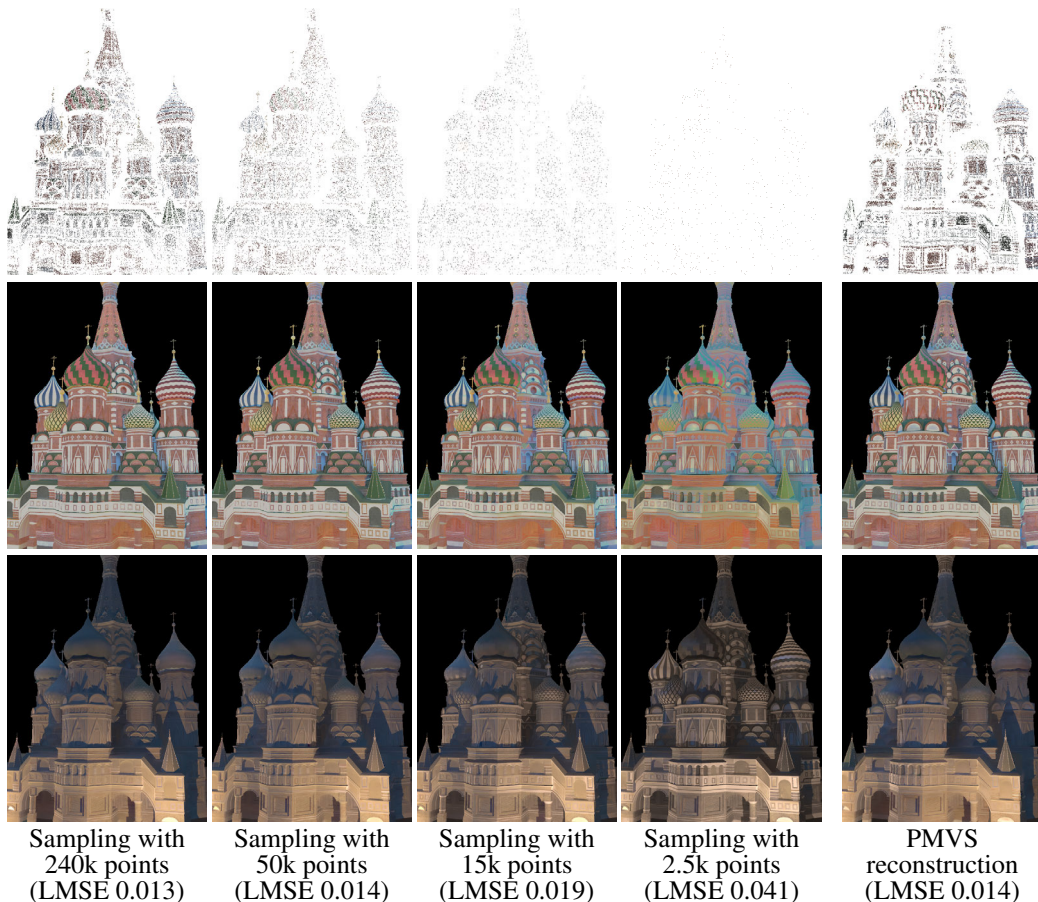 Sampling with
240k points
(LMSE 0.013)
Sampling with
50k points
(LMSE 0.014)
Sampling with
15k points
(LMSE 0.019)
Sampling with
2.5k points
(LMSE 0.041)
PMVS
reconstruction
(LMSE 0.014)